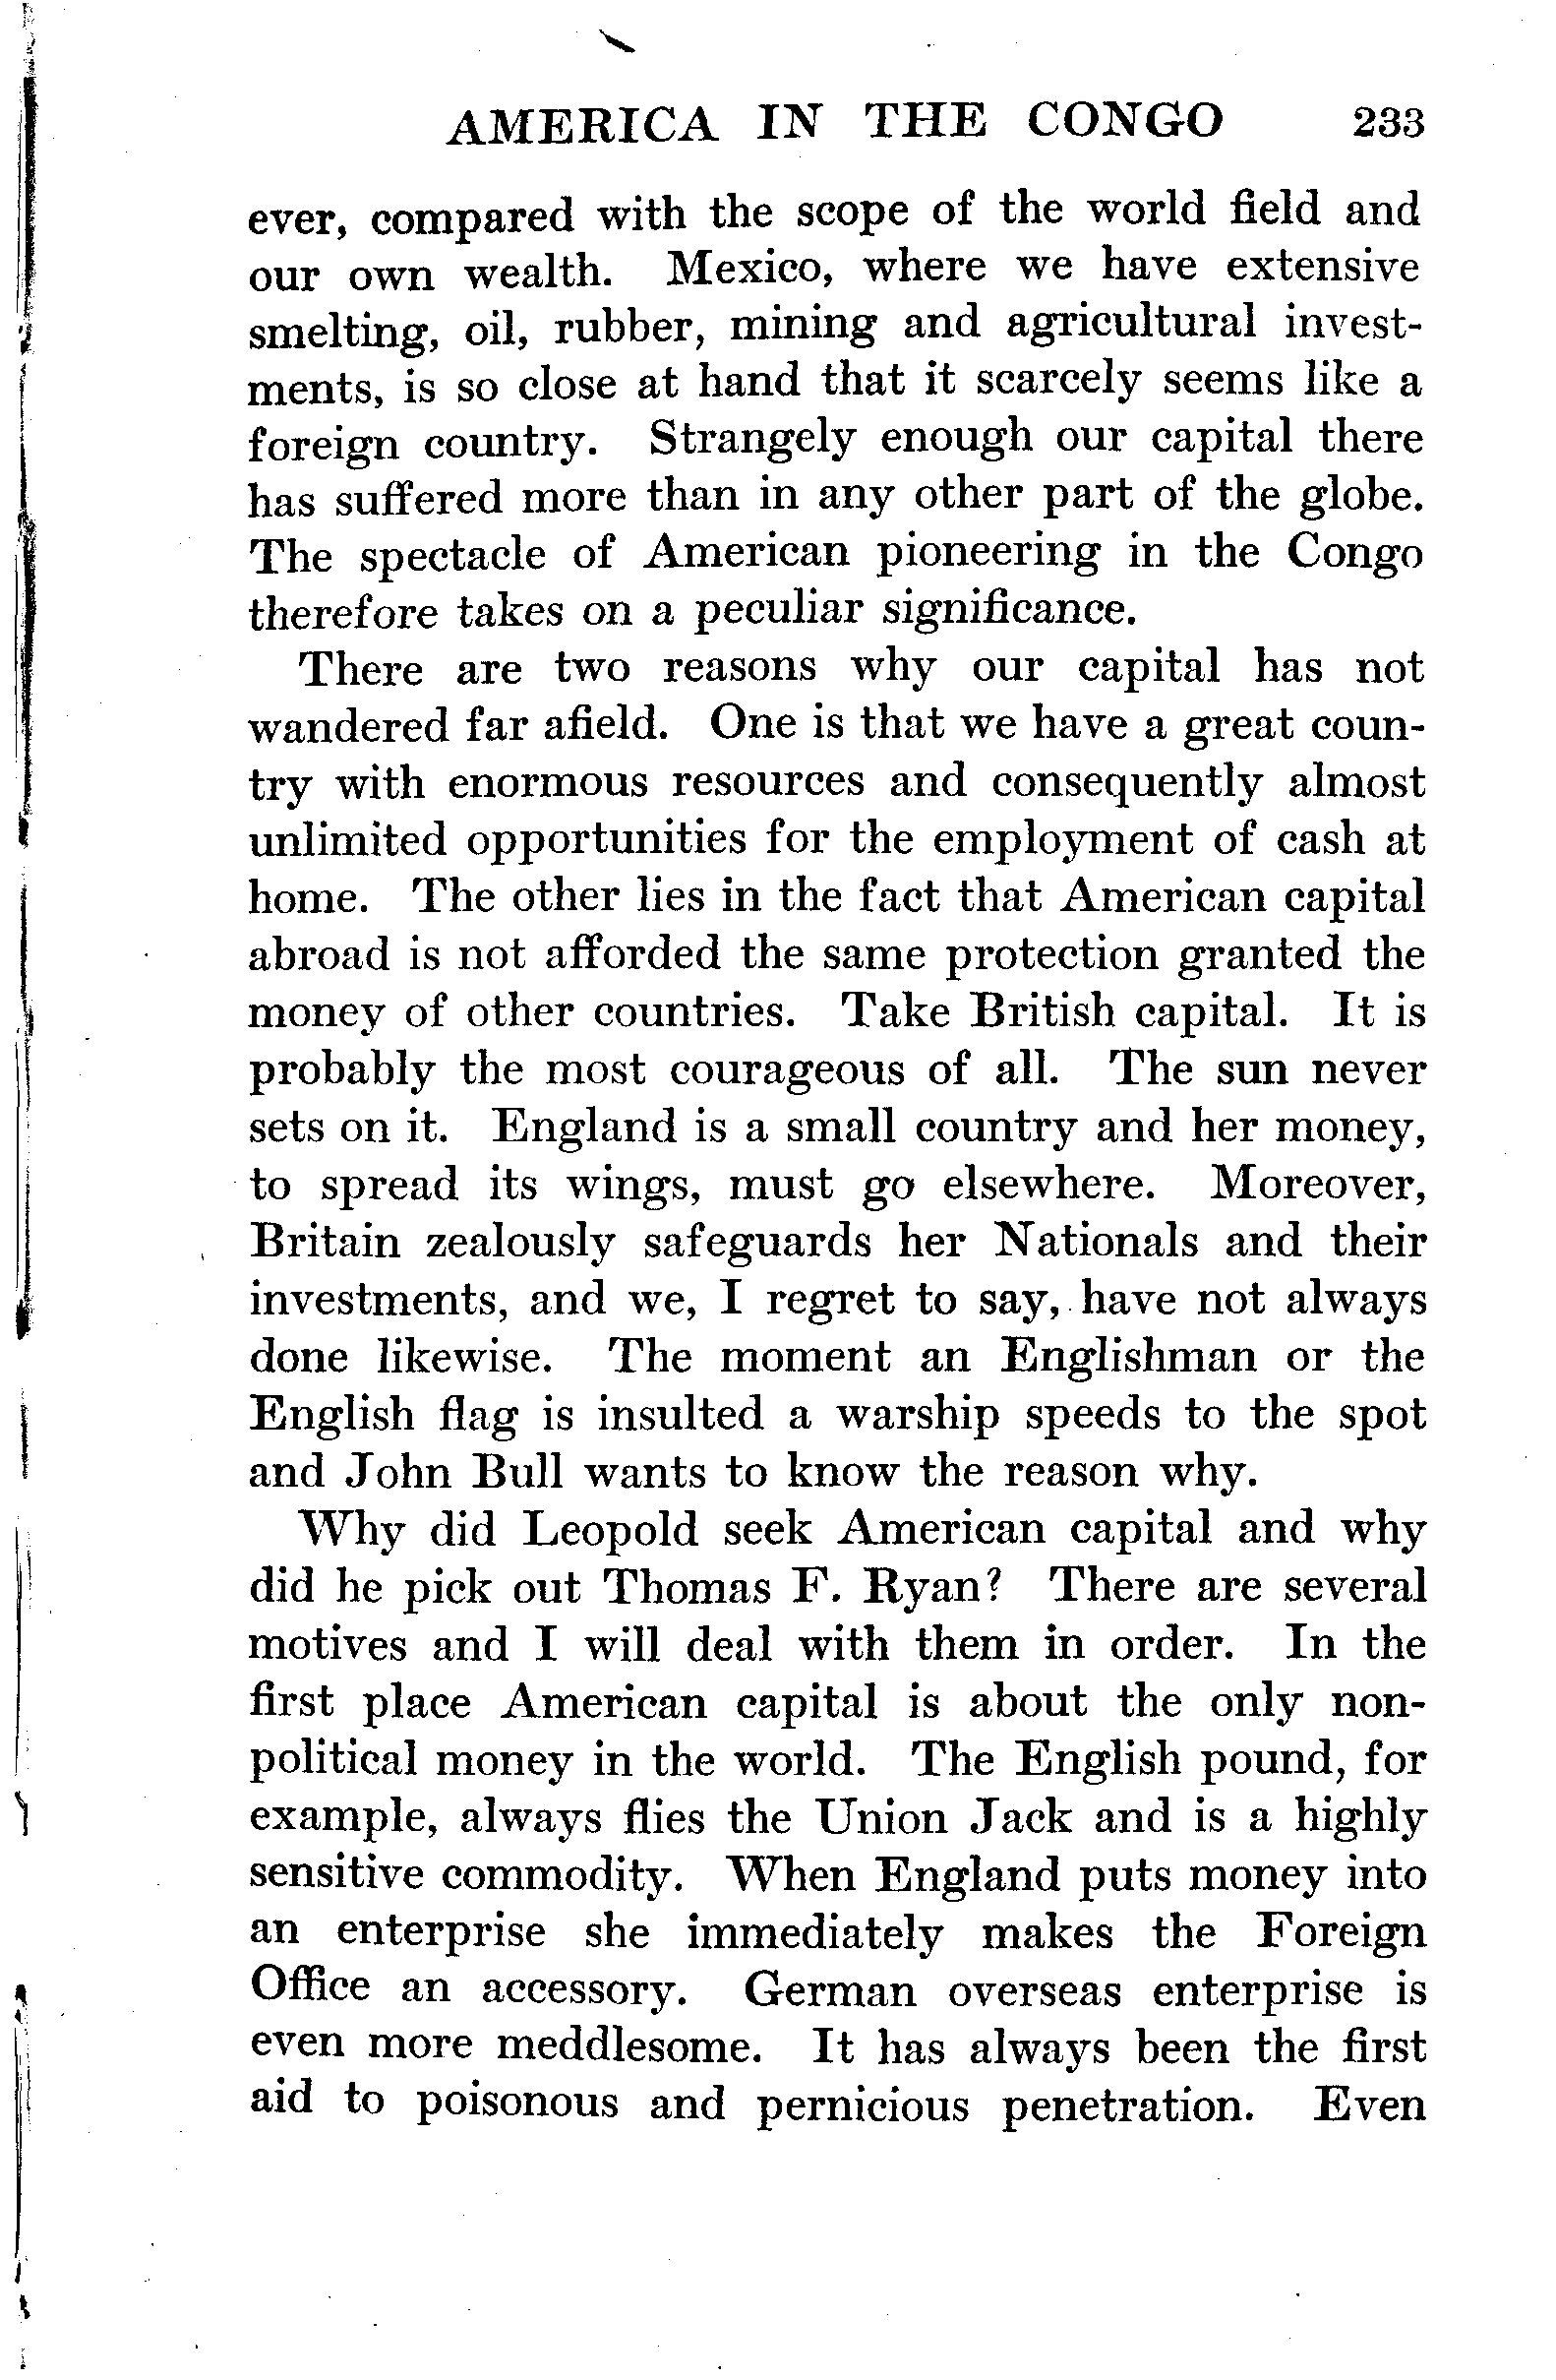 AMERICA IN THE CONGO 233
ever, compared with the scope of the world field and
our own wealth. Mexico, where we have extensive
smelting, oil, rubber, mining and agricultural invest-
ments, is so close at hand that it scarcely seems like a
foreign country. Strangely enough our capital there
has suffered more than in any other part of the globe.
The spectacle of American pioneering in the Congo
therefore takes on a peculiar significance.
There are two reasons why our capital has not
wandered far afield. One is that we have a great coun-
try with enormous resources and consequently almost
unlimited opportunities for the employment of cash at
home. The other lies in the fact that American capital
abroad is not afforded the same protection granted the
money of other countries. Take British capital. It is
probably the most courageous of all. The sun never
sets on it. England is a small country and her money,
to spread its wings, must go elsewhere. Moreover,
Britain zealously safeguards her Nationals and their
investments, and we, I regret to say, have not always
done likewise. The moment an Englishman or the
English flag is insulted a warship speeds to the spot
and John Bull wants to know the reason why.
Why did Leopold seek American capital and why
did he pick out Thomas F. Ryan? There are several
motives and I will deal with them in order. In the
first place American capital is about the only non-
political money in the world. The English pound, for
example, always flies the Union Jack and is a highly
sensitive commodity. When England puts money into
an enterprise she immediately makes the Foreign
Office an accessory. German overseas enterprise is
even more meddlesome. It has always been the first
aid to poisonous and pernicious penetration. Even